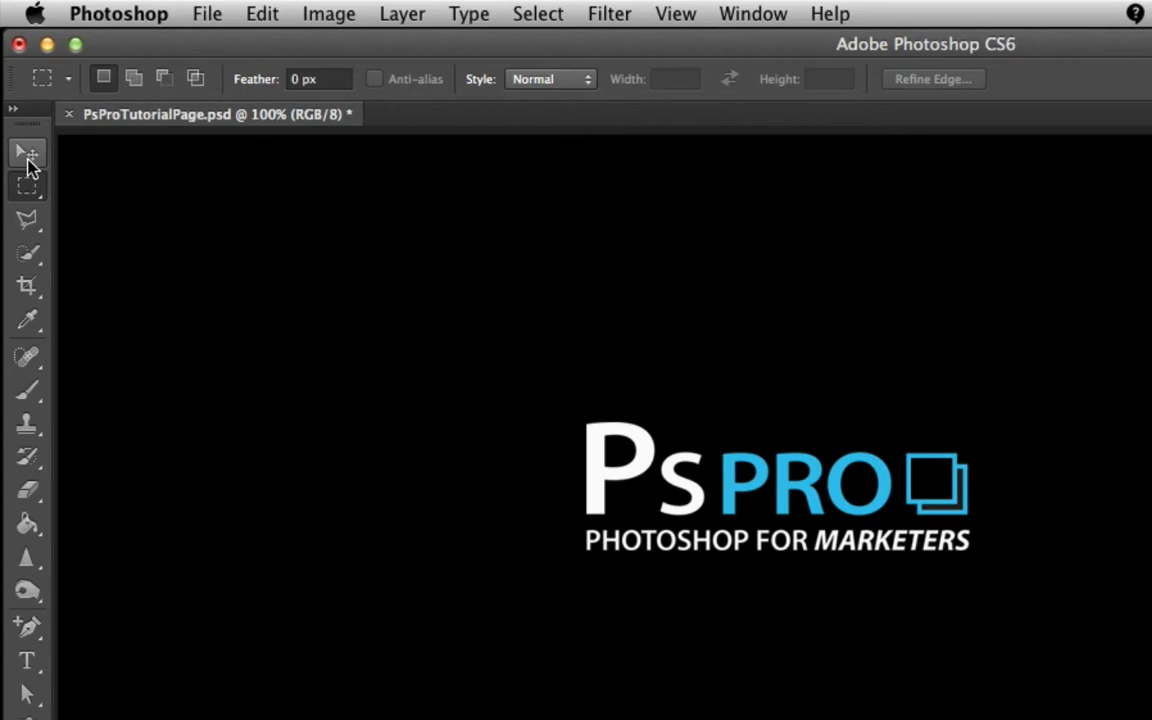 Photoshop File Edit Image Layer Type Select Filter View Window Help
Adobe Photoshop CS6
Feather: 0 px Anti-alias Style: Normal Width: Height: Refine Edge...
PsProTutorialPage.psd @ 100% (RGB/8) *
Ps PRO
PHOTOSHOP FOR MARKETERS